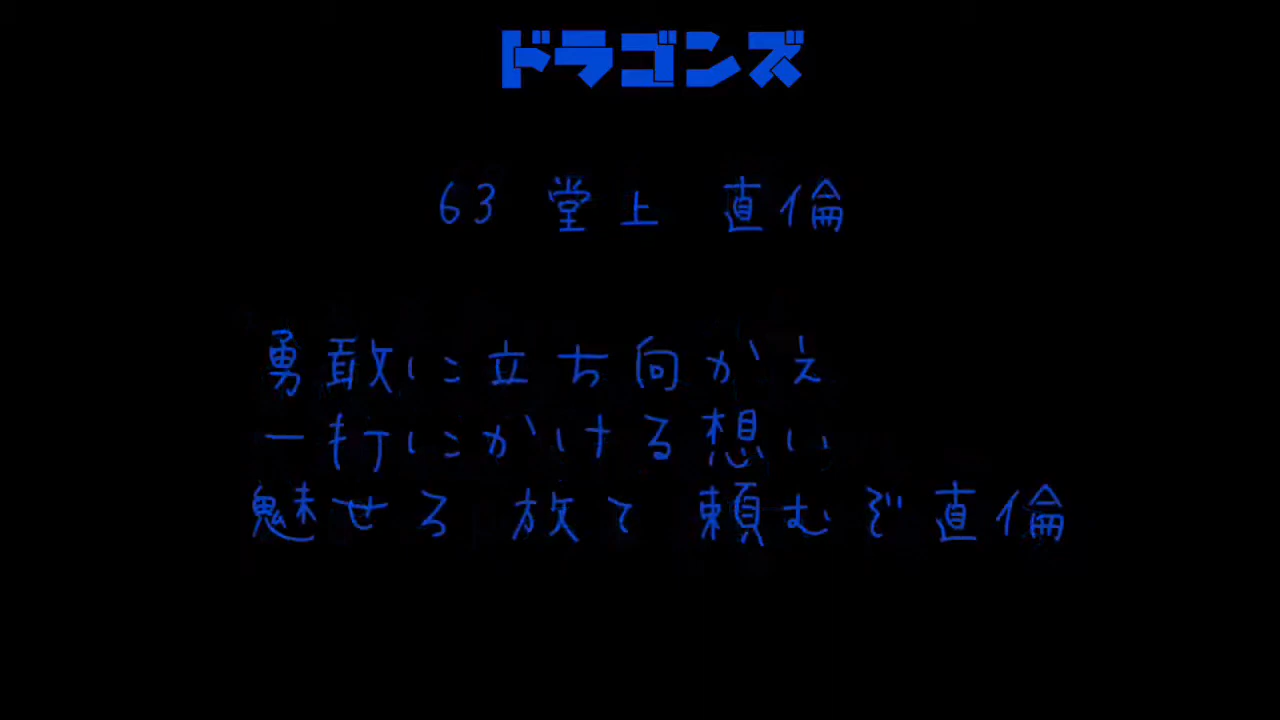 ドラゴンズ
63 堂上 直倫
勇敢に立ち向かえ
一打にかける想い
魅せろ 放て 頼むぞ直倫